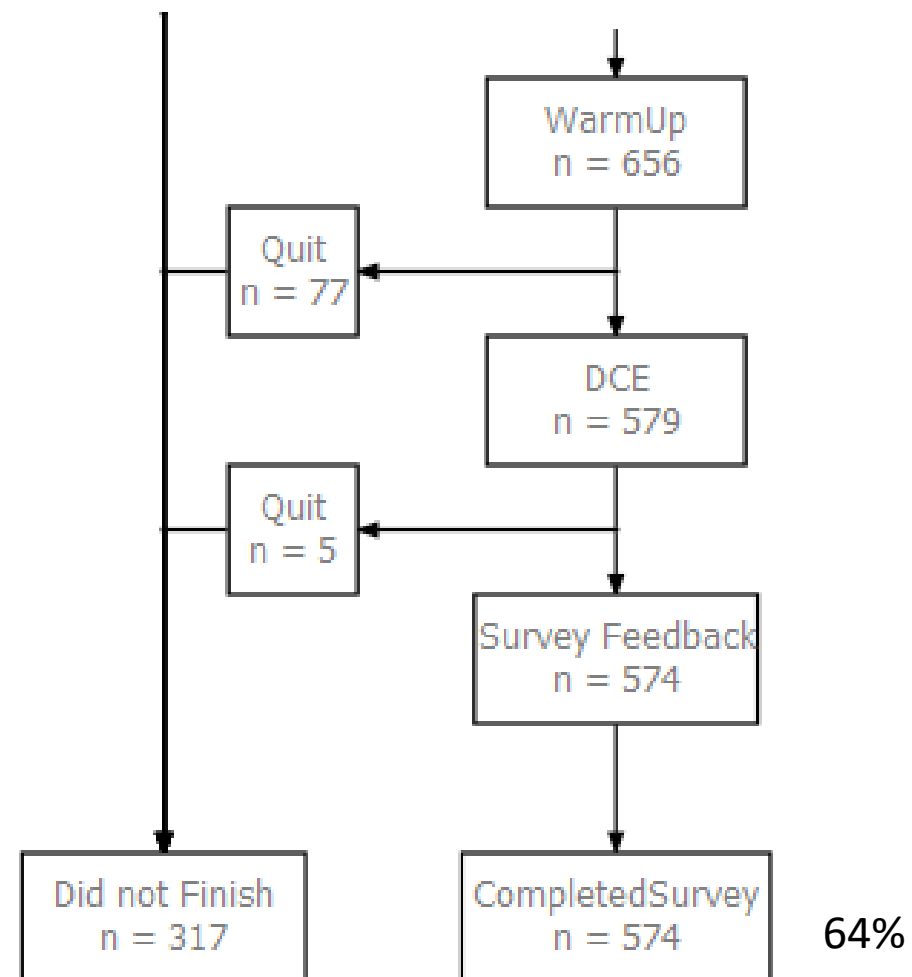 WarmUp
n = 656
Quit
n = 77
DCE
n = 579
Quit
n = 5
Survey Feedback
n = 574
Did not Finish
n = 317
CompletedSurvey
n = 574
64%